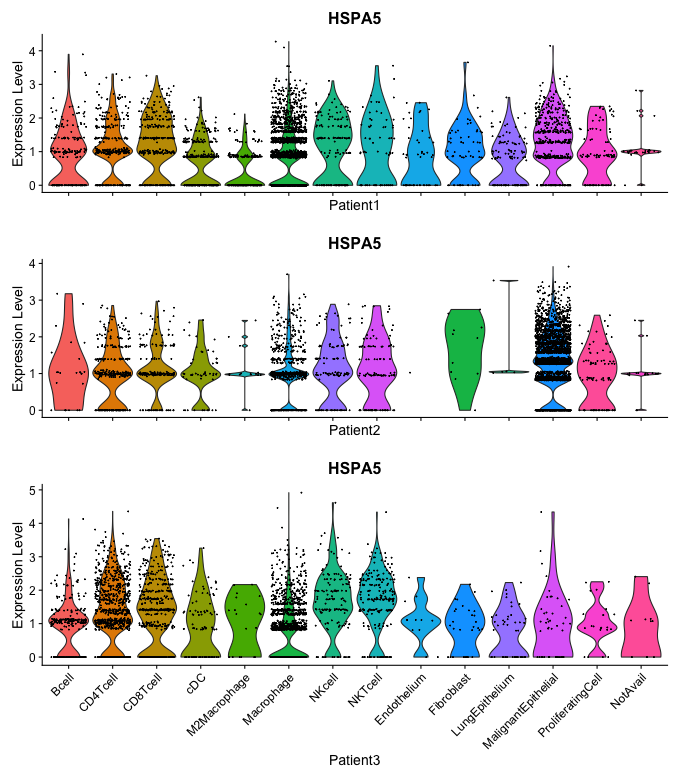 HSPA5
Expression Level
4
3
2
1
0
Patient1
HSPA5
Expression Level
4
3
2
1
0
Patient2
HSPA5
Expression Level
5
4
3
2
1
0
Bcell
CD4Tcell
CD8Tcell
cDC
M2Macrophage
Macrophage
NKcell
NKTcell
Endothelium
Fibroblast
LungEpithelium
MalignantEpithelial
ProliferatingCell
NotAvail
Patient3